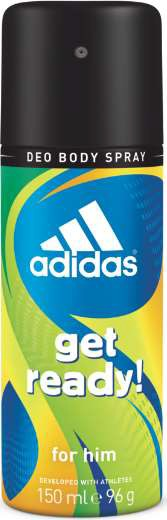 DEO BODY SPRAY
adidas
get
ready!
for him
DEVELOPED WITH ATHLETES
150 ml ℮ 96 g